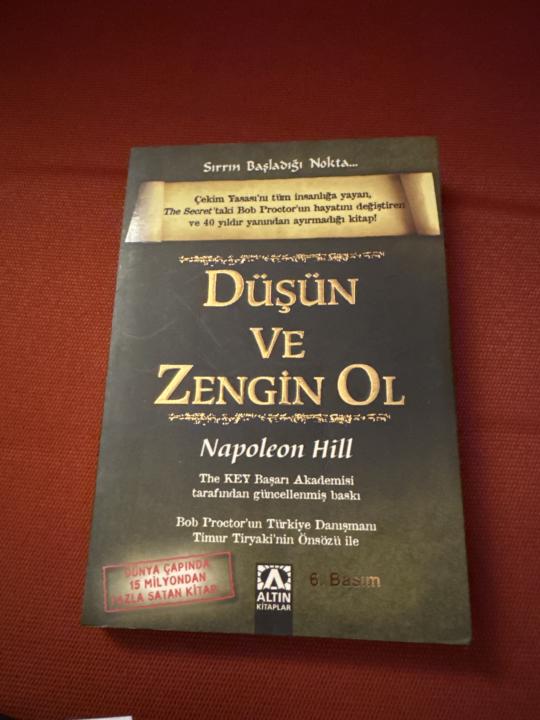 Sırrın Başladığı Nokta...
Çekim Yasası'nı tüm insanlığa yayan,
The Secret'taki Bob Proctor'un hayatını değiştiren
ve 40 yıldır yanından ayırmadığı kitap!
DÜŞÜN
VE
ZENGİN OL
Napoleon Hill
The KEY Başarı Akademisi
tarafından güncellenmiş baskı
Bob Proctor'un Türkiye Danışmanı
Timur Tiryaki'nin Önsözü ile
DÜNYA ÇAPINDA
15 MİLYONDAN
FAZLA SATAN KİTAP
ALTIN
KİTAPLAR
6. Basım